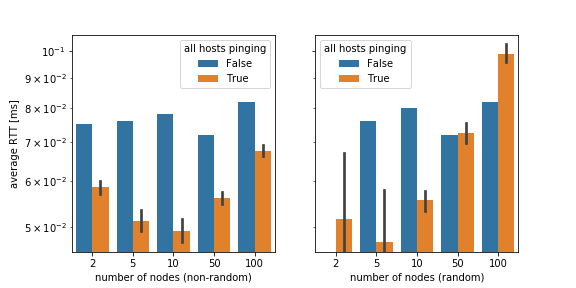 all hosts pinging
False
True
all hosts pinging
False
True
10⁻¹
9 × 10⁻²
8 × 10⁻²
7 × 10⁻²
6 × 10⁻²
5 × 10⁻²
average RTT [ms]
2 5 10 50 100
number of nodes (non-random)
2 5 10 50 100
number of nodes (random)